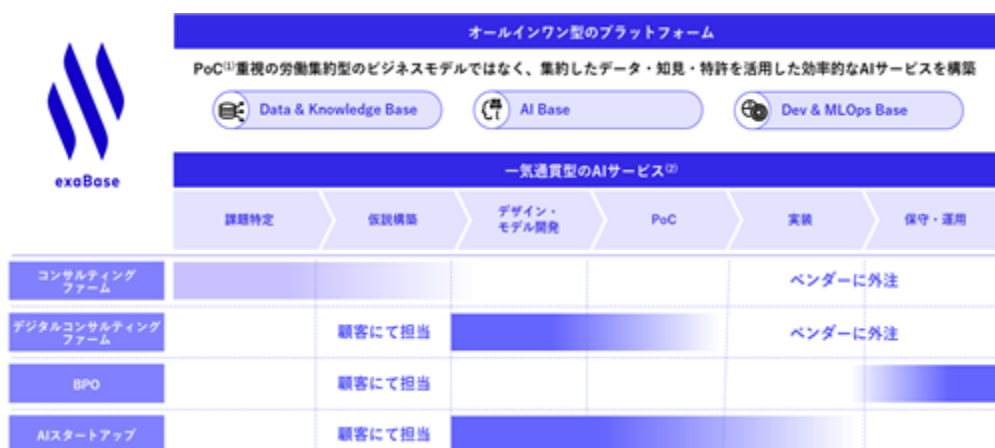 exaBase
オールインワン型のプラットフォーム
PoC⁽¹⁾重視の労働集約型のビジネスモデルではなく、集約したデータ・知見・特許を活用した効率的なAIサービスを構築
Data & Knowledge Base
AI Base
Dev & MLOps Base
一気通貫型のAIサービス⁽²⁾
課題特定
仮説構築
デザイン・
モデル開発
PoC
実装
保守・運用
コンサルティング
ファーム
ベンダーに外注
デジタルコンサルティング
ファーム
顧客にて担当
ベンダーに外注
BPO
顧客にて担当
AIスタートアップ
顧客にて担当